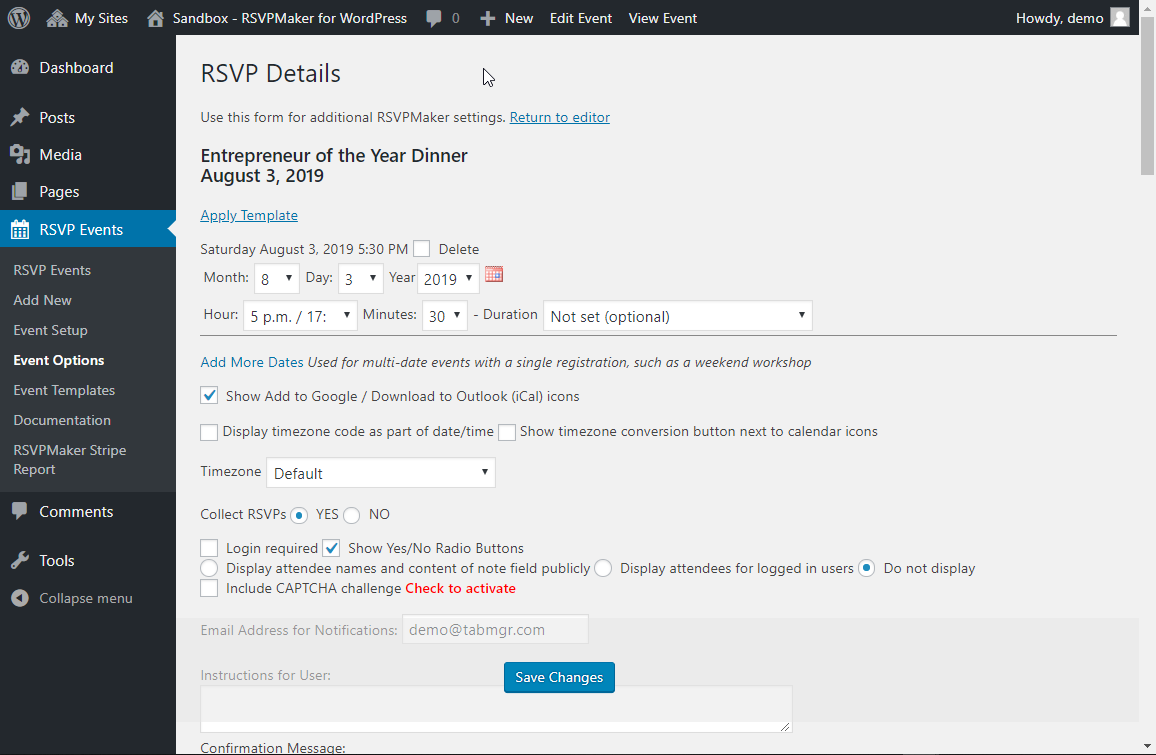 My Sites Sandbox - RSVPMaker for WordPress 0 New Edit Event View Event Howdy, demo
Dashboard
Posts
Media
Pages
RSVP Events
RSVP Events
Add New
Event Setup
Event Options
Event Templates
Documentation
RSVPMaker Stripe
Report
Comments
Tools
Collapse menu
RSVP Details
Use this form for additional RSVPMaker settings. Return to editor
Entrepreneur of the Year Dinner
August 3, 2019
Apply Template
Saturday August 3, 2019 5:30 PM Delete
Month: 8 Day: 3 Year 2019
Hour: 5 p.m. / 17: Minutes: 30 - Duration Not set (optional)
Add More Dates Used for multi-date events with a single registration, such as a weekend workshop
Show Add to Google / Download to Outlook (iCal) icons
Display timezone code as part of date/time Show timezone conversion button next to calendar icons
Timezone Default
Collect RSVPs YES NO
Login required Show Yes/No Radio Buttons
Display attendee names and content of note field publicly Display attendees for logged in users Do not display
Include CAPTCHA challenge Check to activate
Email Address for Notifications: demo@tabmgr.com
Instructions for User:
Save Changes
Confirmation Message: